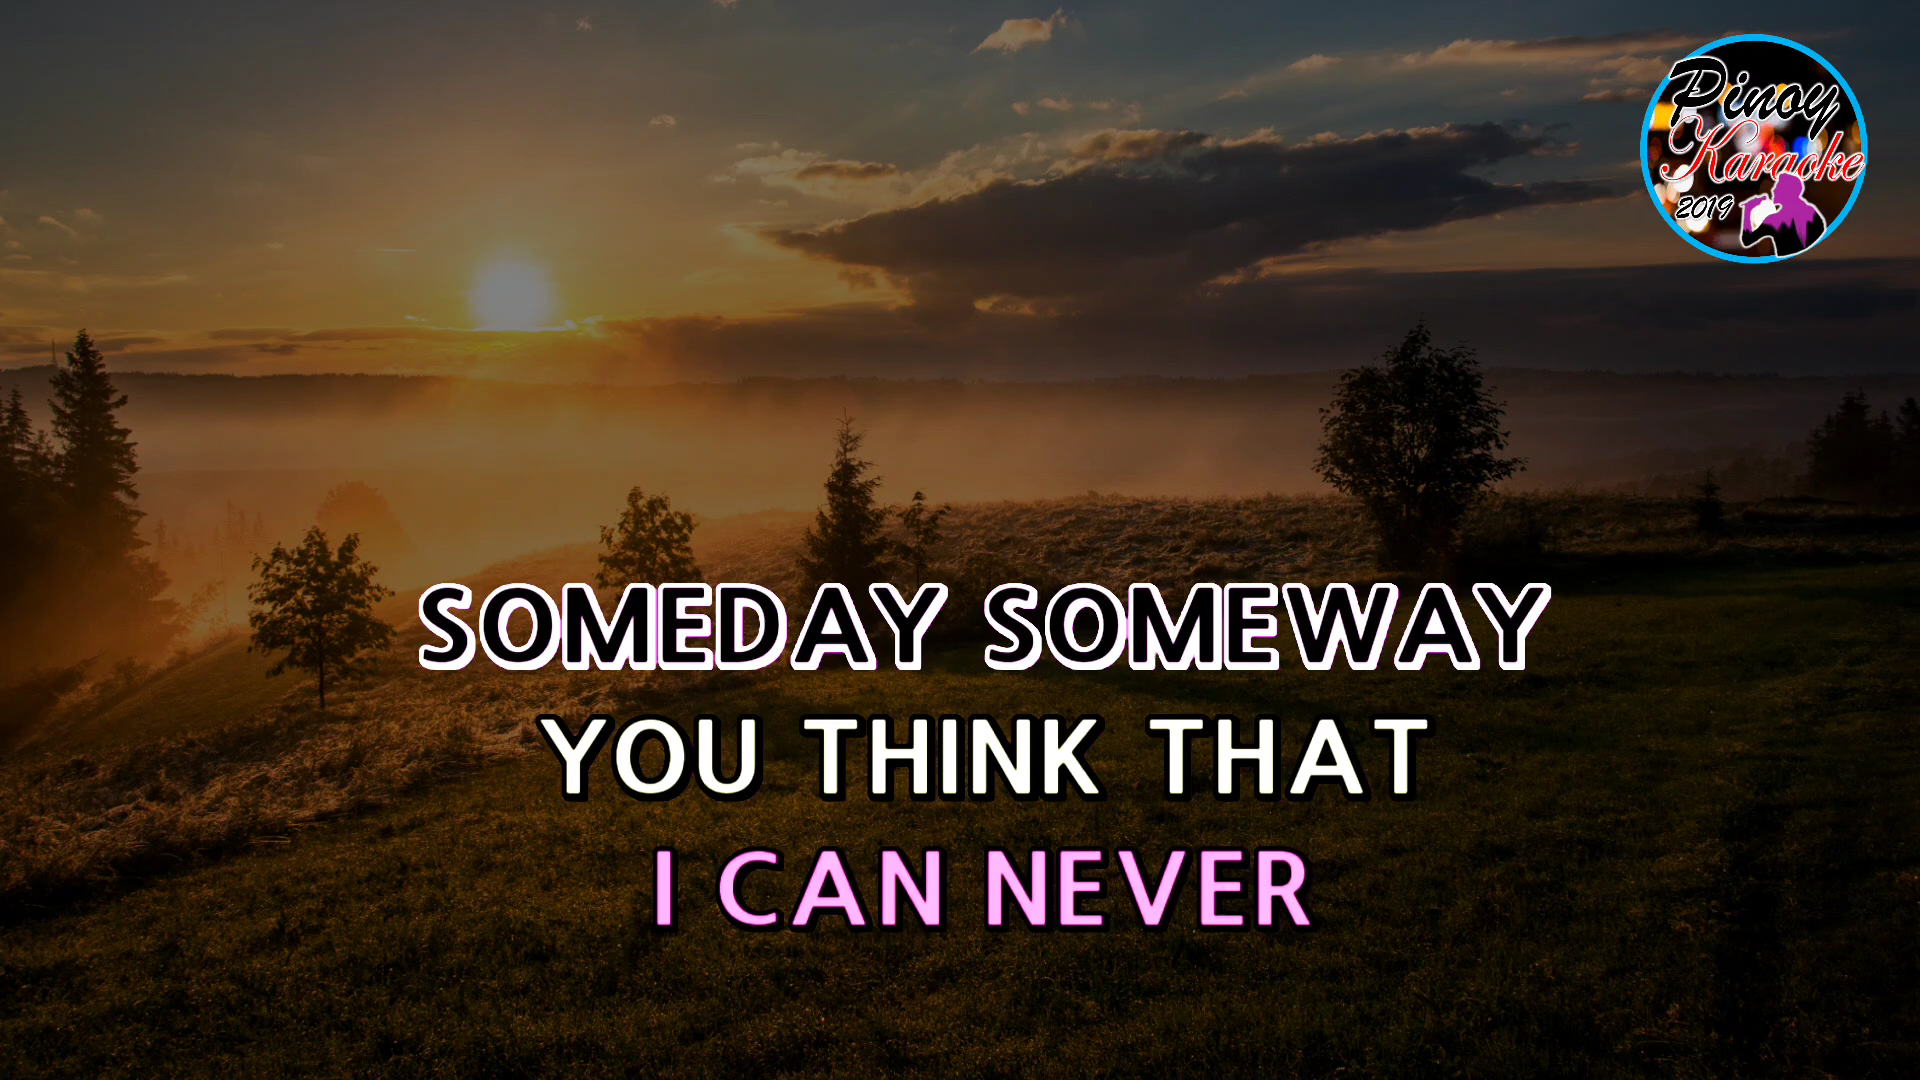 Pinoy
Karaoke
2019
SOMEDAY SOMEWAY
YOU THINK THAT
I CAN NEVER